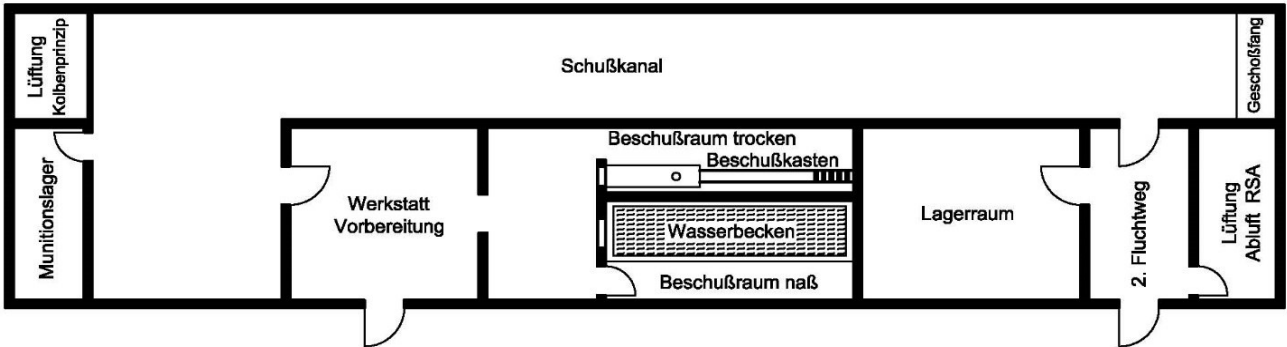 Lüftung
Kolbenprinzip
Schußkanal
Geschoßfang
Munitionslager
Werkstatt
Vorbereitung
Beschußraum trocken
Beschußkasten
Wasserbecken
Beschußraum naß
Lagerraum
2. Fluchtweg
Lüftung
Abluft RSA